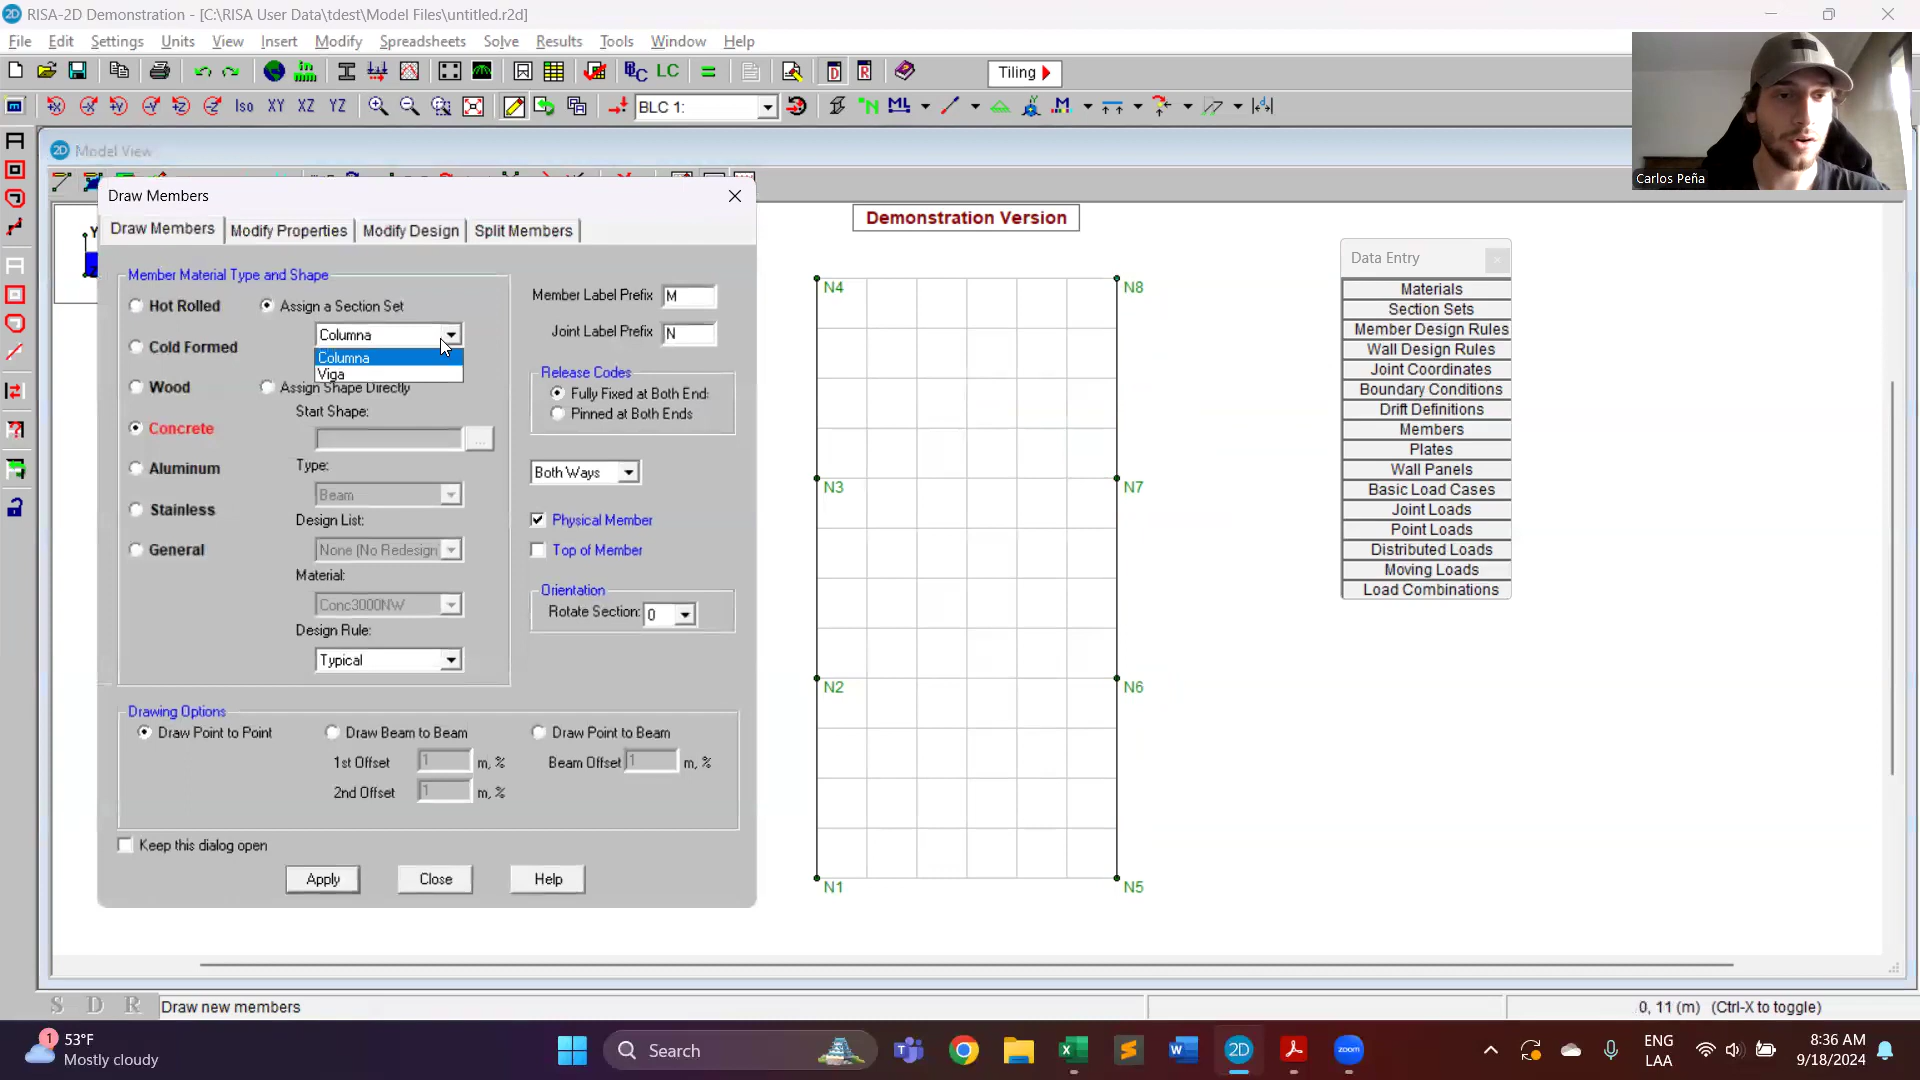 RISA-2D Demonstration - [C:\RISA User Data\tdest\Model Files\untitled.r2d]
File Edit Settings Units View Insert Modify Spreadsheets Solve Results Tools Window Help
LC Tiling
Iso XY XZ YZ BLC 1:
Model View
Carlos Peña
Draw Members
Draw Members Modify Properties Modify Design Split Members
Member Material Type and Shape
Hot Rolled
Cold Formed
Wood
Concrete
Aluminum
Stainless
General
Assign a Section Set
Columna
Columna
Viga
Assign Shape Directly
Start Shape:
...
Type:
Beam
Design List:
None (No Redesign
Material:
Conc3000NW
Design Rule:
Typical
Member Label Prefix M
Joint Label Prefix N
Release Codes
Fully Fixed at Both End:
Pinned at Both Ends
Both Ways
Physical Member
Top of Member
Orientation
Rotate Section: 0
Drawing Options
Draw Point to Point
Draw Beam to Beam
1st Offset 1 m, %
2nd Offset 1 m, %
Draw Point to Beam
Beam Offset 1 m, %
Keep this dialog open
Apply Close Help
Demonstration Version
N4 N8
N3 N7
N2 N6
N1 N5
Data Entry
Materials
Section Sets
Member Design Rules
Wall Design Rules
Joint Coordinates
Boundary Conditions
Drift Definitions
Members
Plates
Wall Panels
Basic Load Cases
Joint Loads
Point Loads
Distributed Loads
Moving Loads
Load Combinations
S D R Draw new members 0, 11 (m) (Ctrl-X to toggle)
1
53°F
Mostly cloudy
Search
zoom
ENG
LAA
8:36 AM
9/18/2024